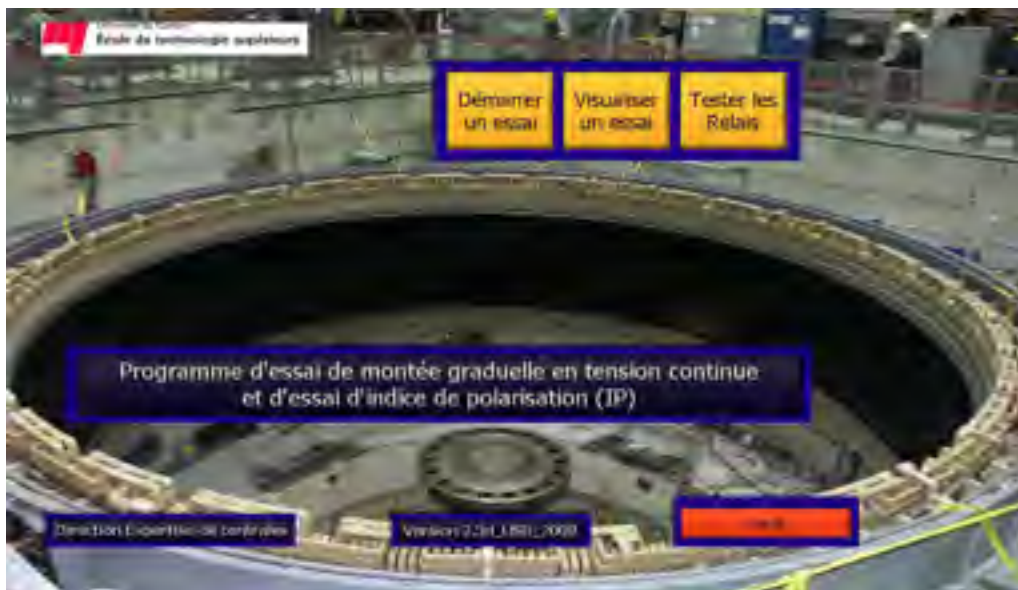 École de technologie supérieure
Démarrer
un essai
Visualiser
un essai
Tester les
Relais
Programme d'essai de montée graduelle en tension continue
et d'essai d'indice de polarisation (IP)
Direction Expertise de centrales
Version